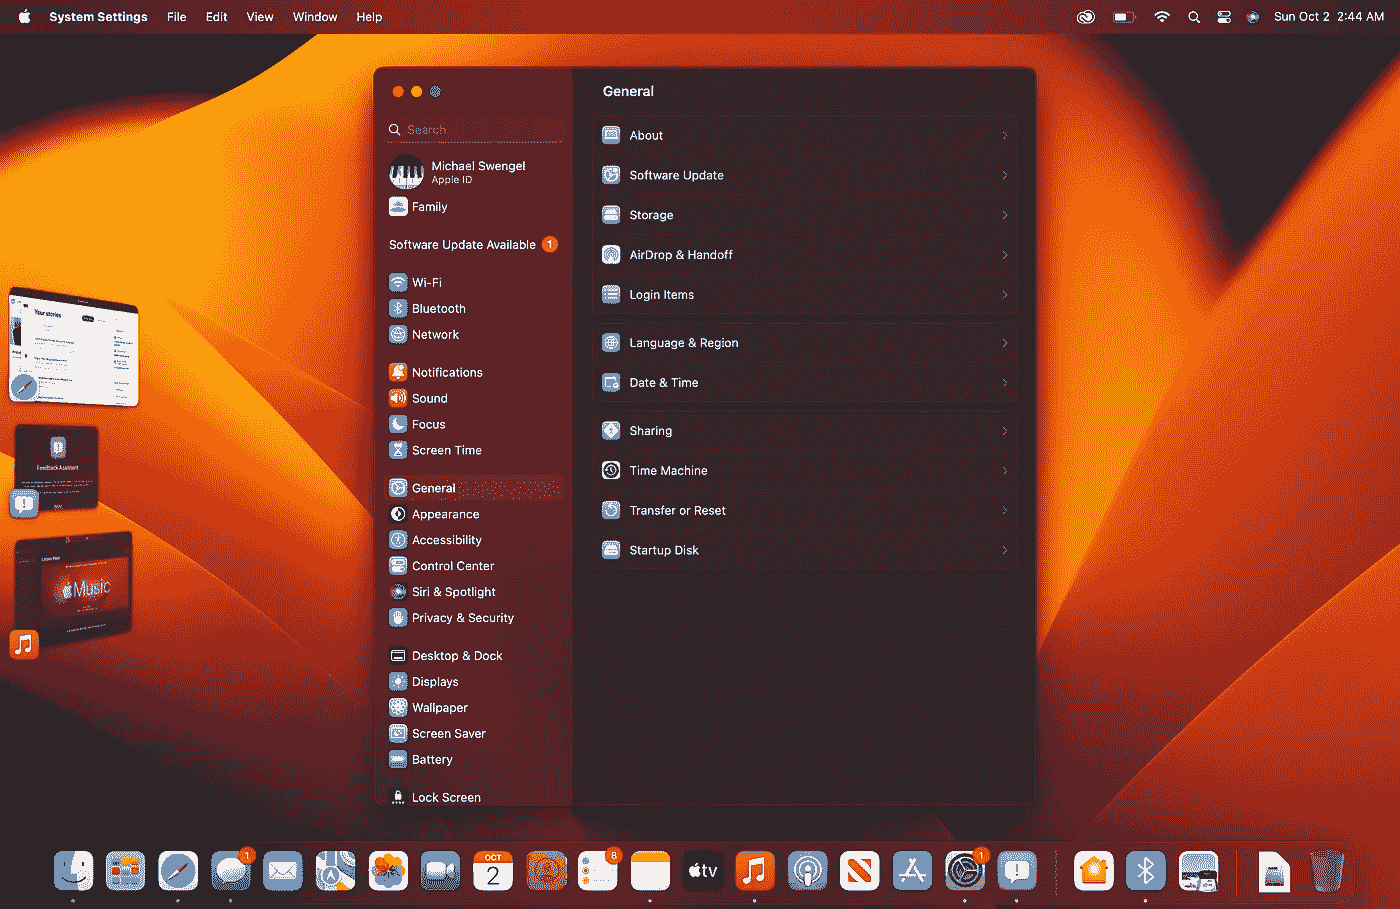 System Settings File Edit View Window Help Sun Oct 2 2:44 AM
General
Search
Michael Swengel
Apple ID
Family
Software Update Available 1
Wi-Fi
Bluetooth
Network
Notifications
Sound
Focus
Screen Time
General
Appearance
Accessibility
Control Center
Siri & Spotlight
Privacy & Security
Desktop & Dock
Displays
Wallpaper
Screen Saver
Battery
Lock Screen
About
Software Update
Storage
AirDrop & Handoff
Login Items
Language & Region
Date & Time
Sharing
Time Machine
Transfer or Reset
Startup Disk
Your stories
Feedback Assistant
Music
1
OCT
2
8
tv
1